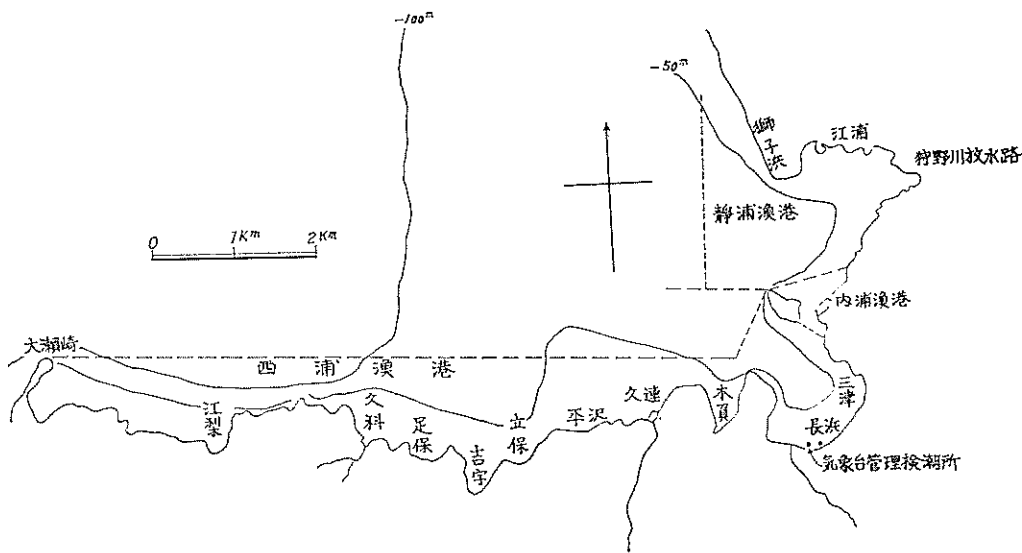 -100m
-50m
獅子浜
江浦
狩野川放水路
静浦漁港
0 1Km 2Km
内浦漁港
大瀬崎
西浦漁港
江梨
久料
足保
古宇
立保
平沢
久連
木負
三津
長浜
気象台管理検潮所